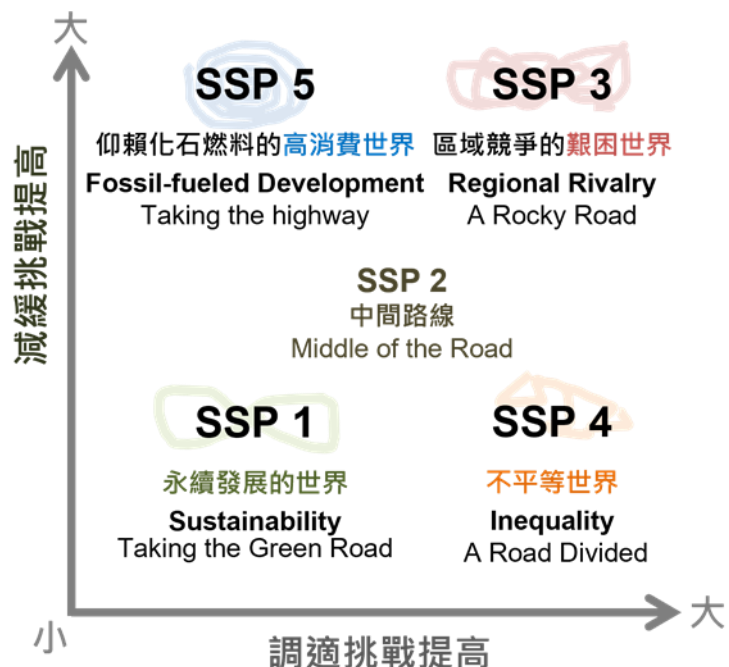 大
減緩挑戰提高
SSP 5
仰賴化石燃料的高消費世界
Fossil-fueled Development
Taking the highway
SSP 3
區域競爭的艱困世界
Regional Rivalry
A Rocky Road
SSP 2
中間路線
Middle of the Road
SSP 1
永續發展的世界
Sustainability
Taking the Green Road
SSP 4
不平等世界
Inequality
A Road Divided
小
調適挑戰提高
大